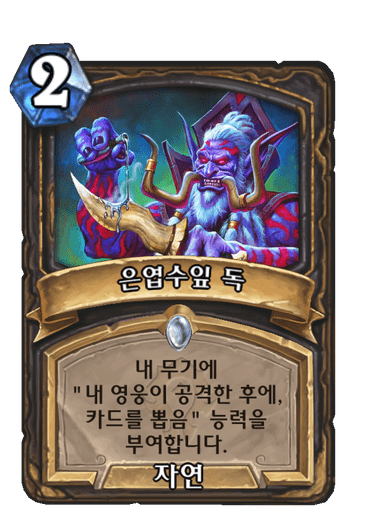 2
은엽수잎 독
내 무기에
"내 영웅이 공격한 후에,
카드를 뽑음" 능력을
부여합니다.
자연